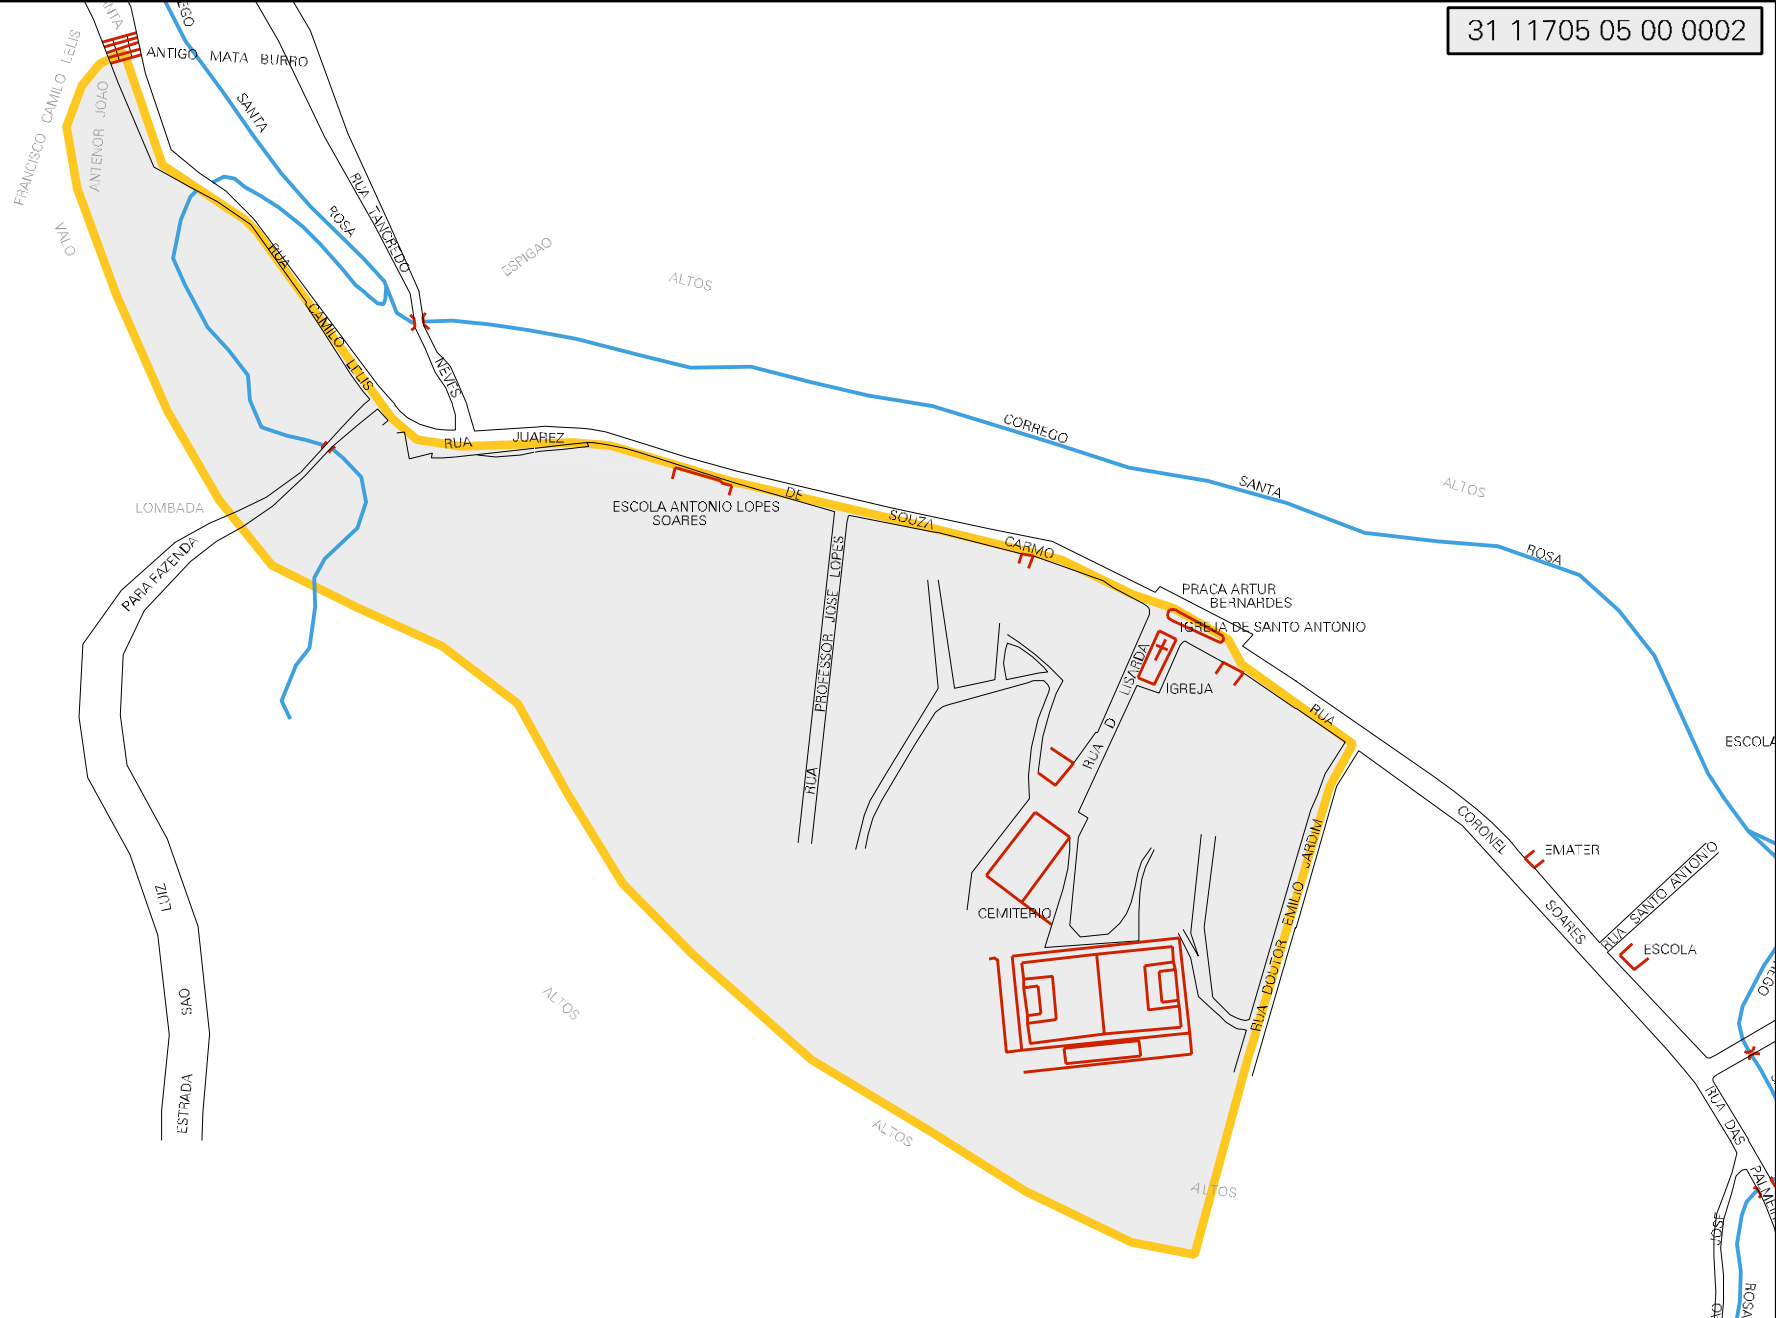 31 11705 05 00 0002
ANTIGO MATA BURRO
FRANCISCO CAMILO LELIS
ANTENOR JOAO
VALO
SANTA
ROSA
RUA TANCREDO
NEVES
ESPIGAO
ALTOS
RUA
CAMILO LELIS
RUA JUAREZ
DE
SOUZA
CARMO
CORREGO
SANTA
ROSA
ALTOS
LOMBADA
PARA FAZENDA
ESCOLA ANTONIO LOPES
SOARES
RUA PROFESSOR JOSE LOPES
PRACA ARTUR
BERNARDES
IGREJA DE SANTO ANTONIO
IGREJA
RUA D LISARDA
RUA
CORONEL
SOARES
ESCOLA
EMATER
RUA SANTO ANTONIO
ESCOLA
CEMITERIO
RUA DOUTOR EMILIO JARDIM
ESTRADA SAO LUIZ
ALTOS
ALTOS
ALTOS
RUA DAS
JOSE
ROSA